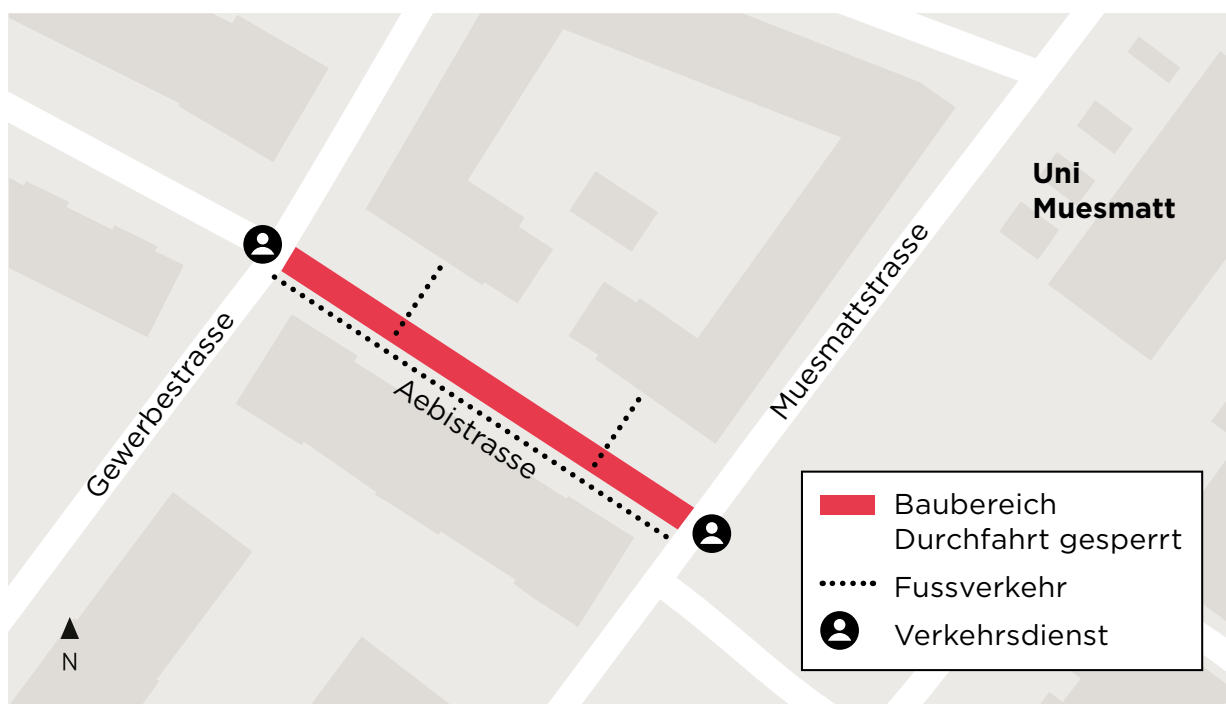 Uni
Muesmatt
Gewerbestrasse
Aebistrasse
Muesmattstrasse
Baubereich
Durchfahrt gesperrt
Fussverkehr
Verkehrsdienst
N